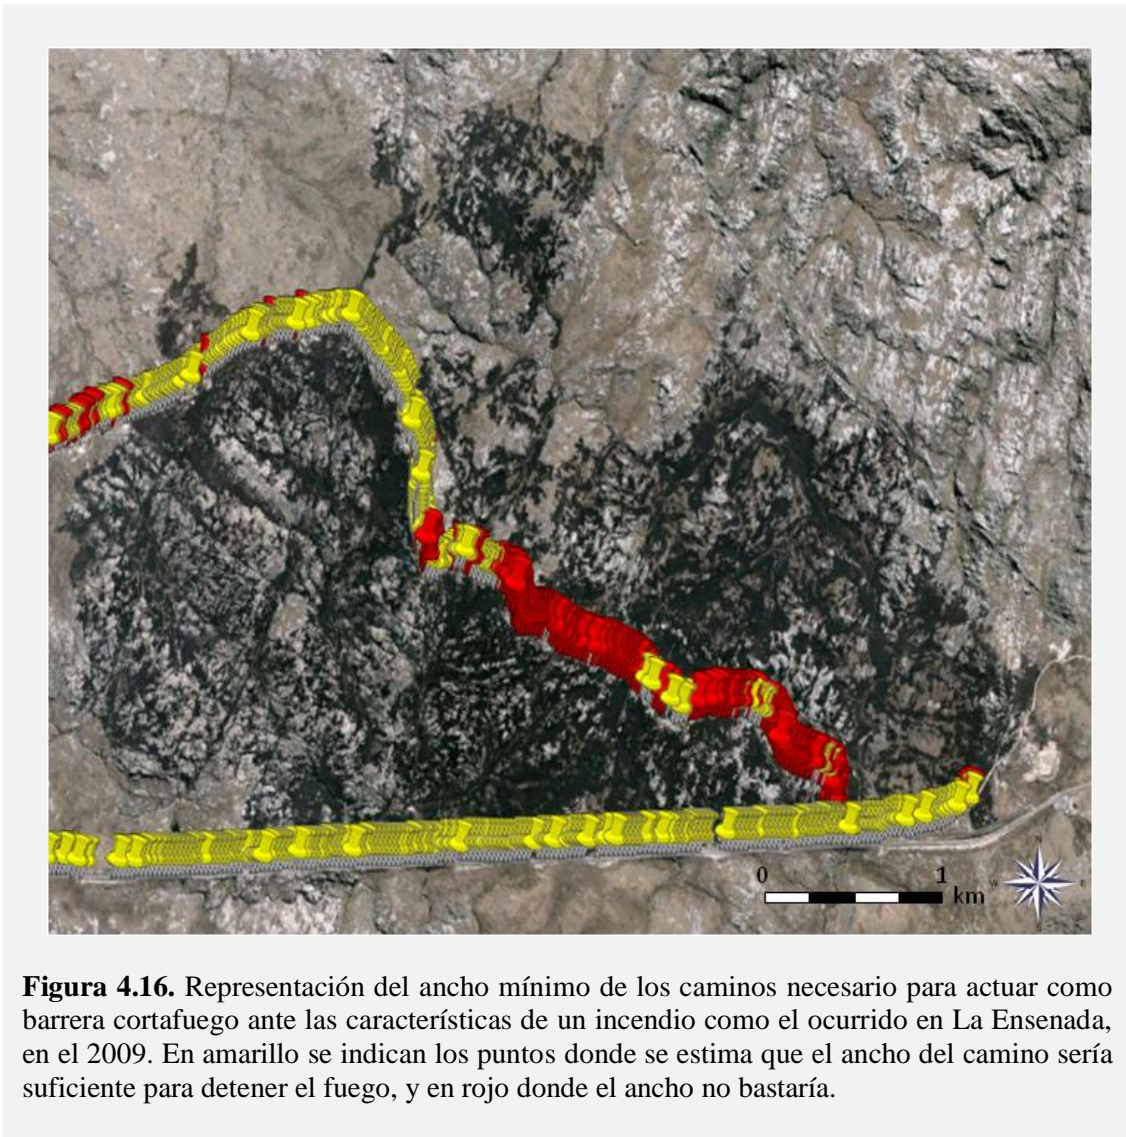 0 1
km
N
W
E
S
Figura 4.16. Representación del ancho mínimo de los caminos necesario para actuar como
barrera cortafuego ante las características de un incendio como el ocurrido en La Ensenada,
en el 2009. En amarillo se indican los puntos donde se estima que el ancho del camino sería
suficiente para detener el fuego, y en rojo donde el ancho no bastaría.